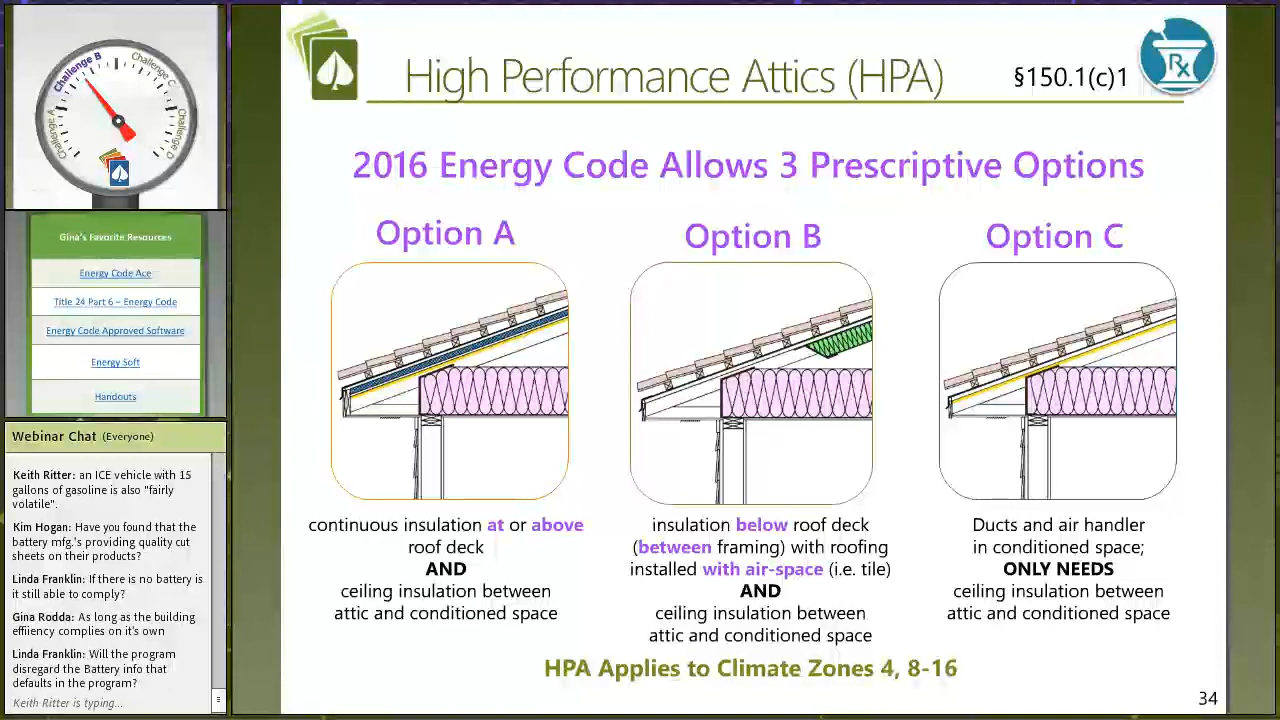 Challenge A
Challenge B
Challenge C
Challenge D
Gina's Favorite Resources
Energy Code Ace
Title 24 Part 6 – Energy Code
Energy Code Approved Software
Energy Soft
Handouts
Webinar Chat (Everyone)
Keith Ritter: an ICE vehicle with 15
gallons of gasoline is also "fairly
volatile".
Kim Hogan: Have you found that the
battery mfg.'s providing quality cut
sheets on their products?
Linda Franklin: If there is no battery is
it still able to comply?
Gina Rodda: As long as the building
effiiency complies on it's own
Linda Franklin: Will the program
disregard the Battery info that
defaults in the program?
Keith Ritter is typing...
High Performance Attics (HPA)
§150.1(c)1
Rx
2016 Energy Code Allows 3 Prescriptive Options
Option A
Option B
Option C
continuous insulation at or above
roof deck
AND
ceiling insulation between
attic and conditioned space
insulation below roof deck
(between framing) with roofing
installed with air-space (i.e. tile)
AND
ceiling insulation between
attic and conditioned space
Ducts and air handler
in conditioned space;
ONLY NEEDS
ceiling insulation between
attic and conditioned space
HPA Applies to Climate Zones 4, 8-16
34